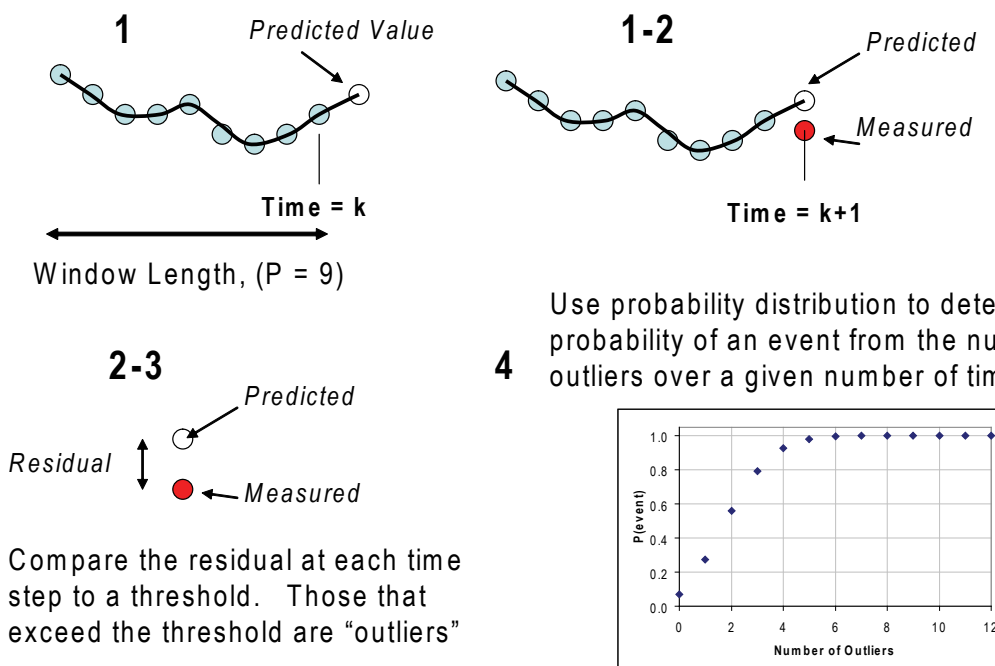 1
Predicted Value
Time = k
Window Length, (P = 9)
1-2
Predicted
Measured
Time = k+1
2-3
Predicted
Residual
Measured
Compare the residual at each time
step to a threshold. Those that
exceed the threshold are “outliers”
4
Use probability distribution to
probability of an event from the
outliers over a given number of
P(event)
1.0
0.8
0.6
0.4
0.2
0.0
0 2 4 6 8 10 12
Number of Outliers